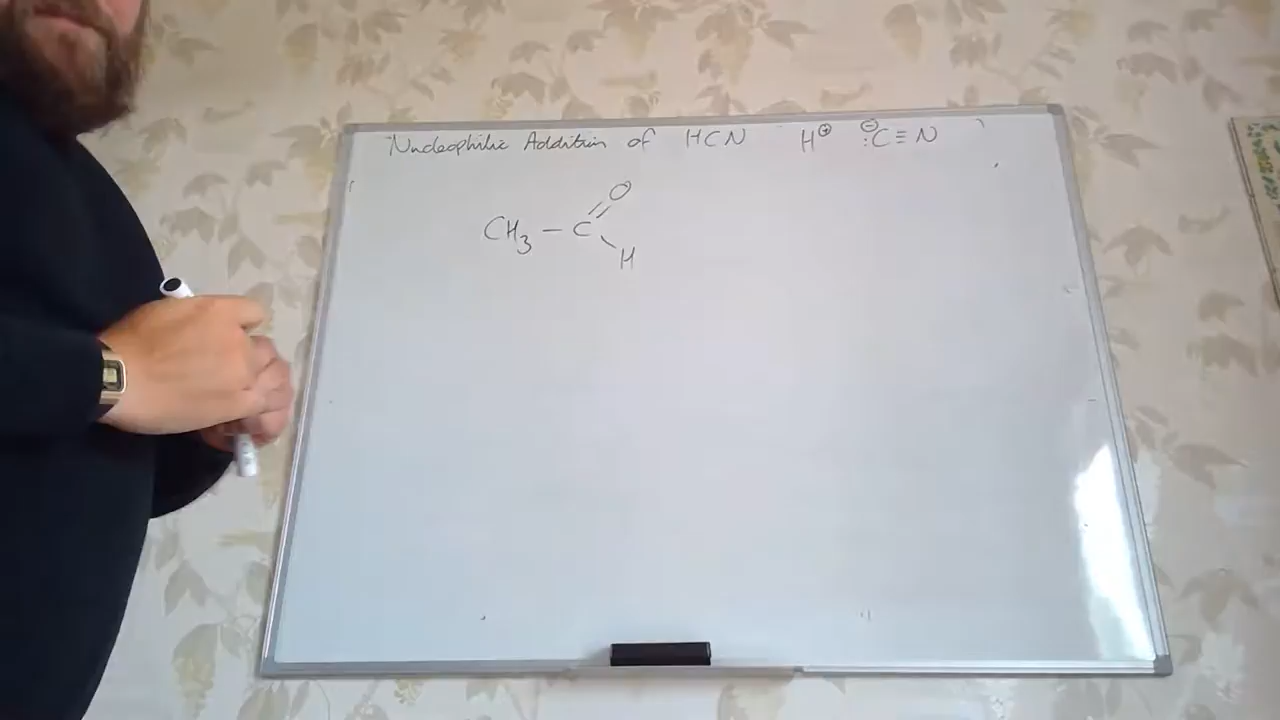 Nucleophilic Addition of HCN H⊕ ⊖:C≡N
O
CH3 — C
H